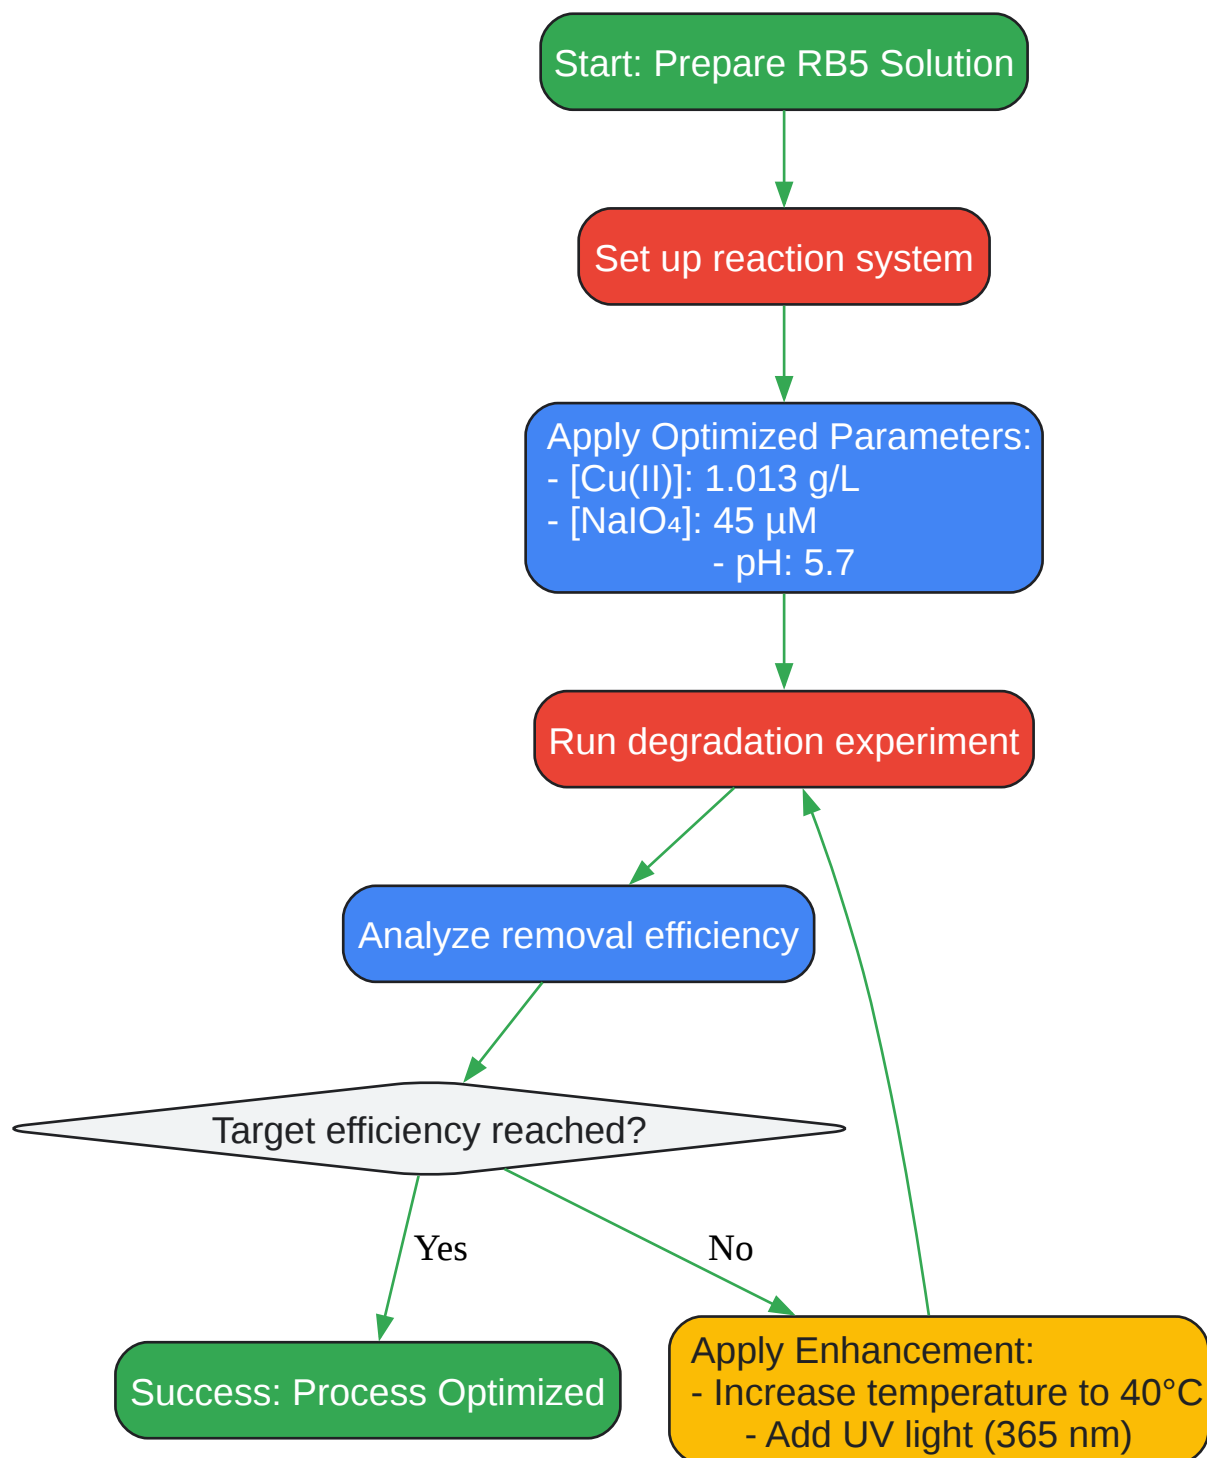 Start: Prepare RB5 Solution
Set up reaction system
Apply Optimized Parameters:
- [Cu(II)]: 1.013 g/L
- [NaIO₄]: 45 µM
- pH: 5.7
Run degradation experiment
Analyze removal efficiency
Target efficiency reached?
Yes
No
Success: Process Optimized
Apply Enhancement:
- Increase temperature to 40°C
- Add UV light (365 nm)